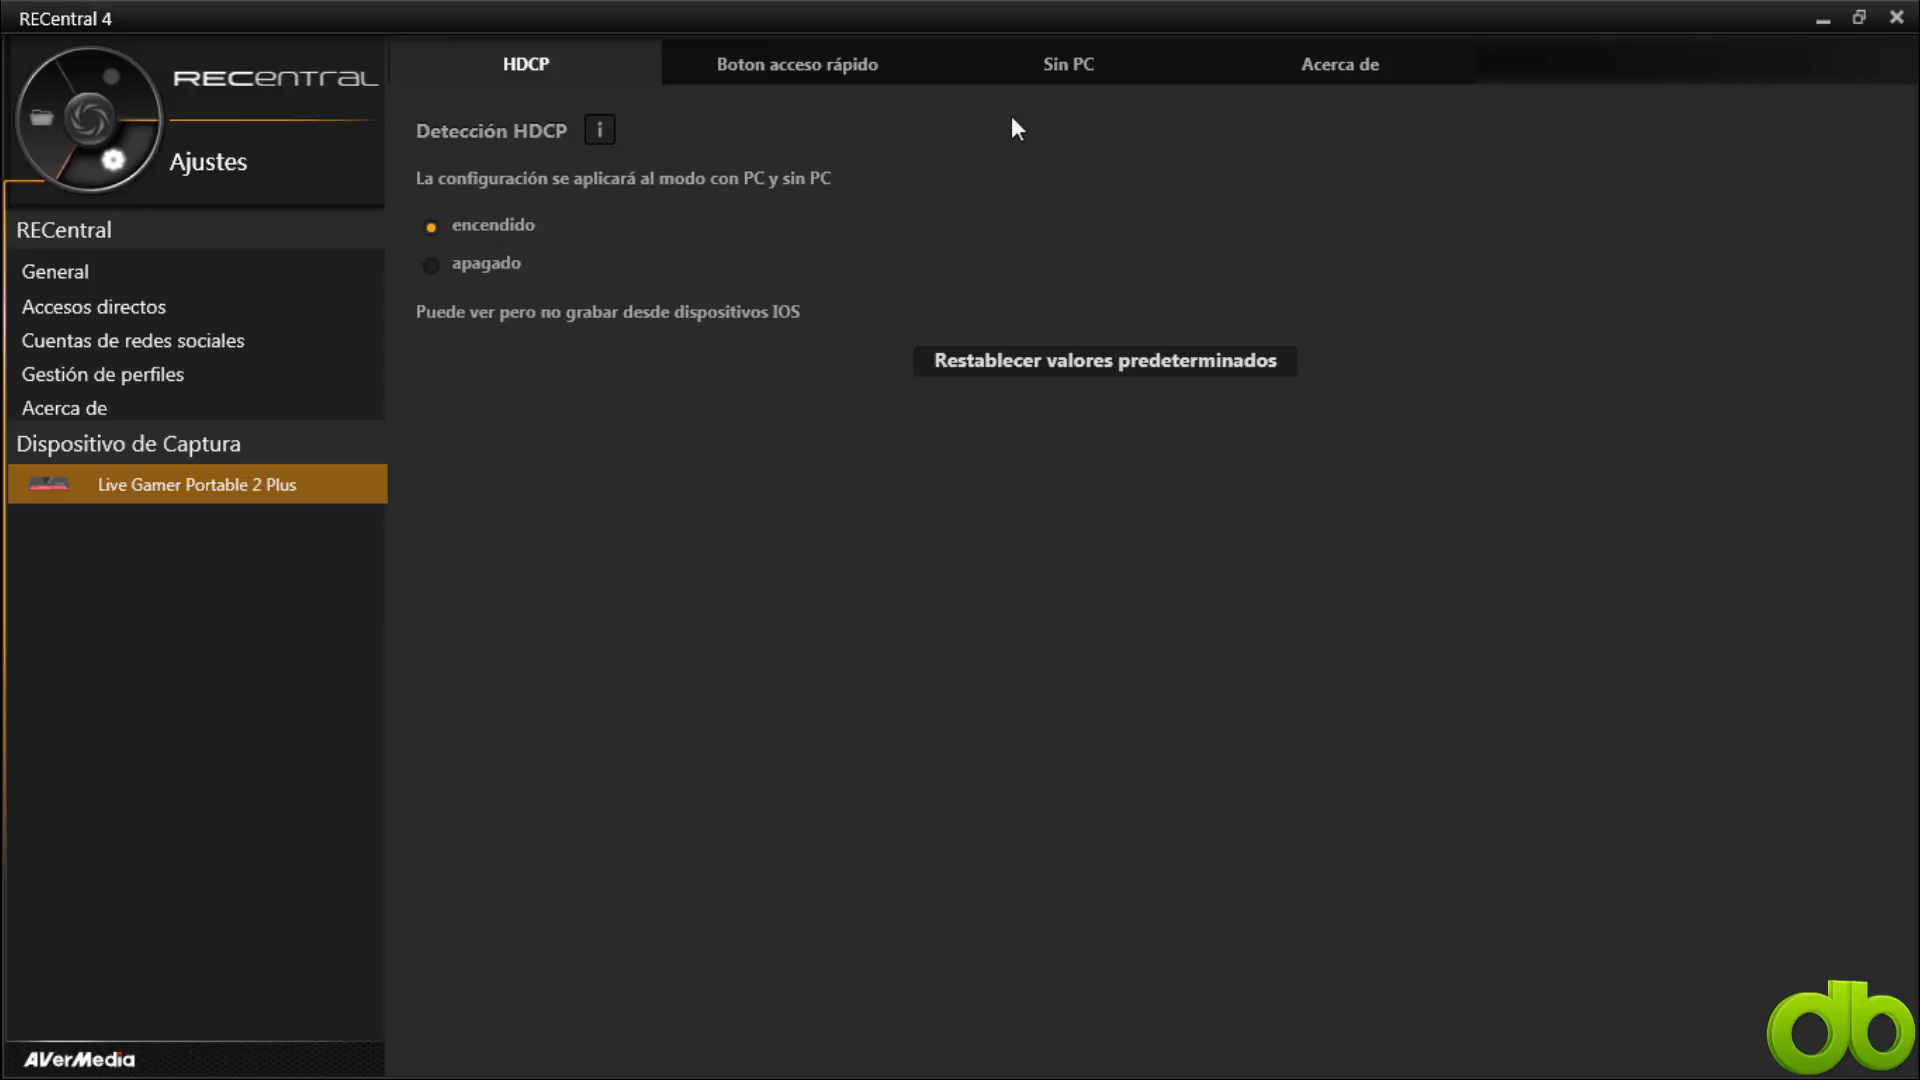 RECentral 4
RECentral
Ajustes
RECentral
General
Accesos directos
Cuentas de redes sociales
Gestión de perfiles
Acerca de
Dispositivo de Captura
Live Gamer Portable 2 Plus
AVerMedia
HDCP
Boton acceso rápido
Sin PC
Acerca de
Detección HDCP i
La configuración se aplicará al modo con PC y sin PC
encendido
apagado
Puede ver pero no grabar desde dispositivos IOS
Restablecer valores predeterminados
db